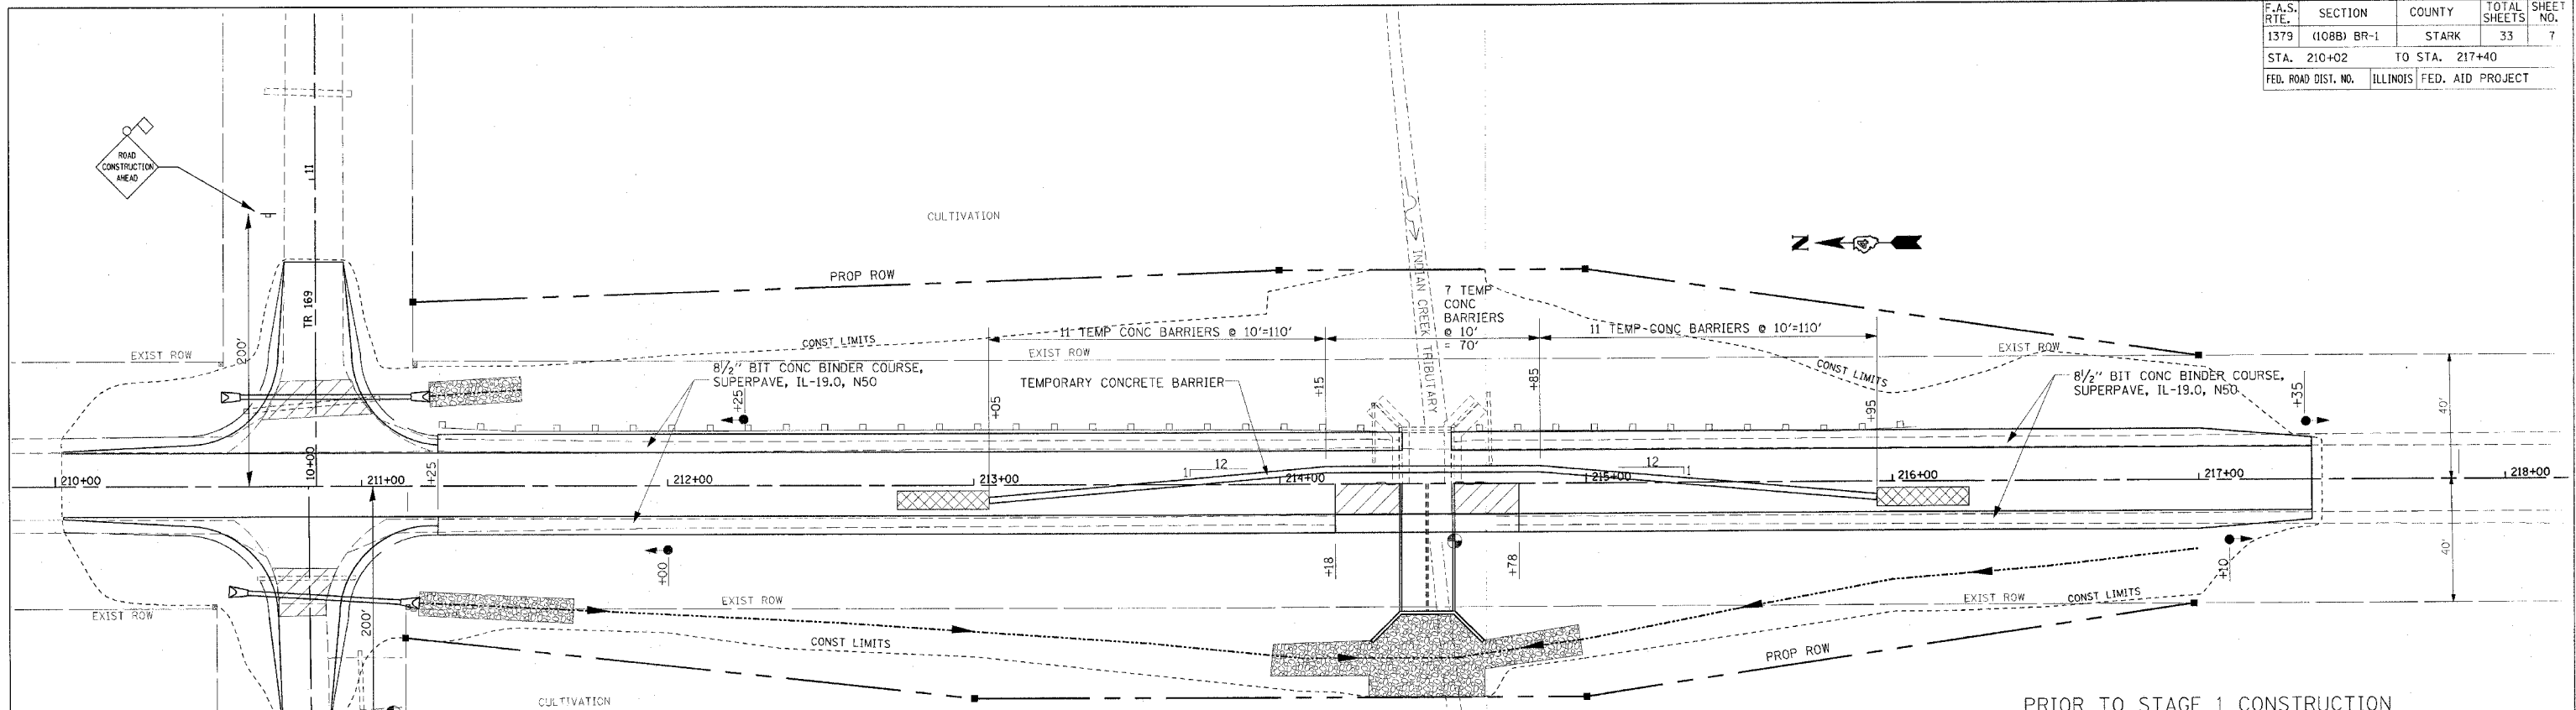 F.A.S. RTE. SECTION COUNTY TOTAL SHEETS SHEET NO.
1379 (108B) BR-1 STARK 33 7
STA. 210+02 TO STA. 217+40
FED. ROAD DIST. NO. ILLINOIS FED. AID PROJECT
ROAD
CONSTRUCTION
AHEAD
11
TR 169
10+00
200'
CULTIVATION
N
PROP ROW
INDIAN CREEK TRIBUTARY
7 TEMP
CONC
BARRIERS
@ 10'
= 70'
11 TEMP CONC BARRIERS @ 10'=110'
11 TEMP CONC BARRIERS @ 10'=110'
CONST LIMITS
EXIST ROW
EXIST ROW
EXIST ROW
8 1/2" BIT CONC BINDER COURSE,
SUPERPAVE, IL-19.0, N50
TEMPORARY CONCRETE BARRIER
CONST LIMITS
8 1/2" BIT CONC BINDER COURSE,
SUPERPAVE, IL-19.0, N50
+25
+05
+15
+85
+95
+35
40'
12
1
12
1
+25
210+00
211+00
212+00
213+00
214+00
215+00
216+00
217+00
218+00
+00
+18
+78
+10
40'
EXIST ROW
200'
EXIST ROW
EXIST ROW
CONST LIMITS
CONST LIMITS
PROP ROW
CULTIVATION
PRIOR TO STAGE 1 CONSTRUCTION